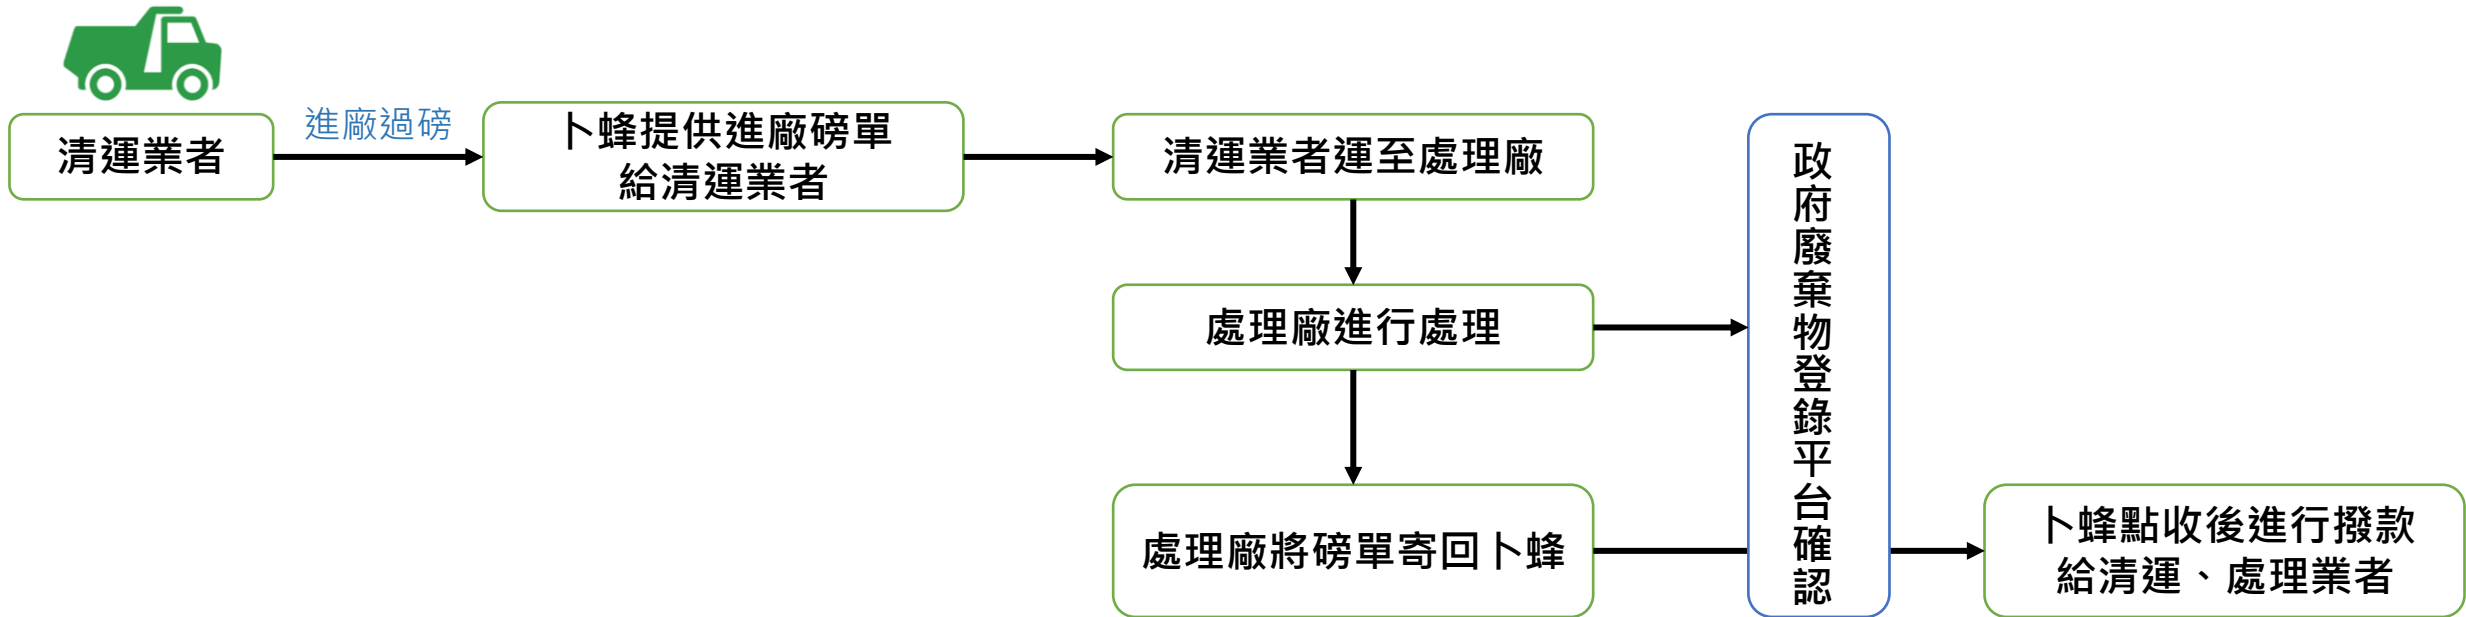 清運業者
進廠過磅
卜蜂提供進廠磅單
給清運業者
清運業者運至處理廠
處理廠進行處理
處理廠將磅單寄回卜蜂
政府廢棄物登錄平台確認
卜蜂點收後進行撥款
給清運、處理業者